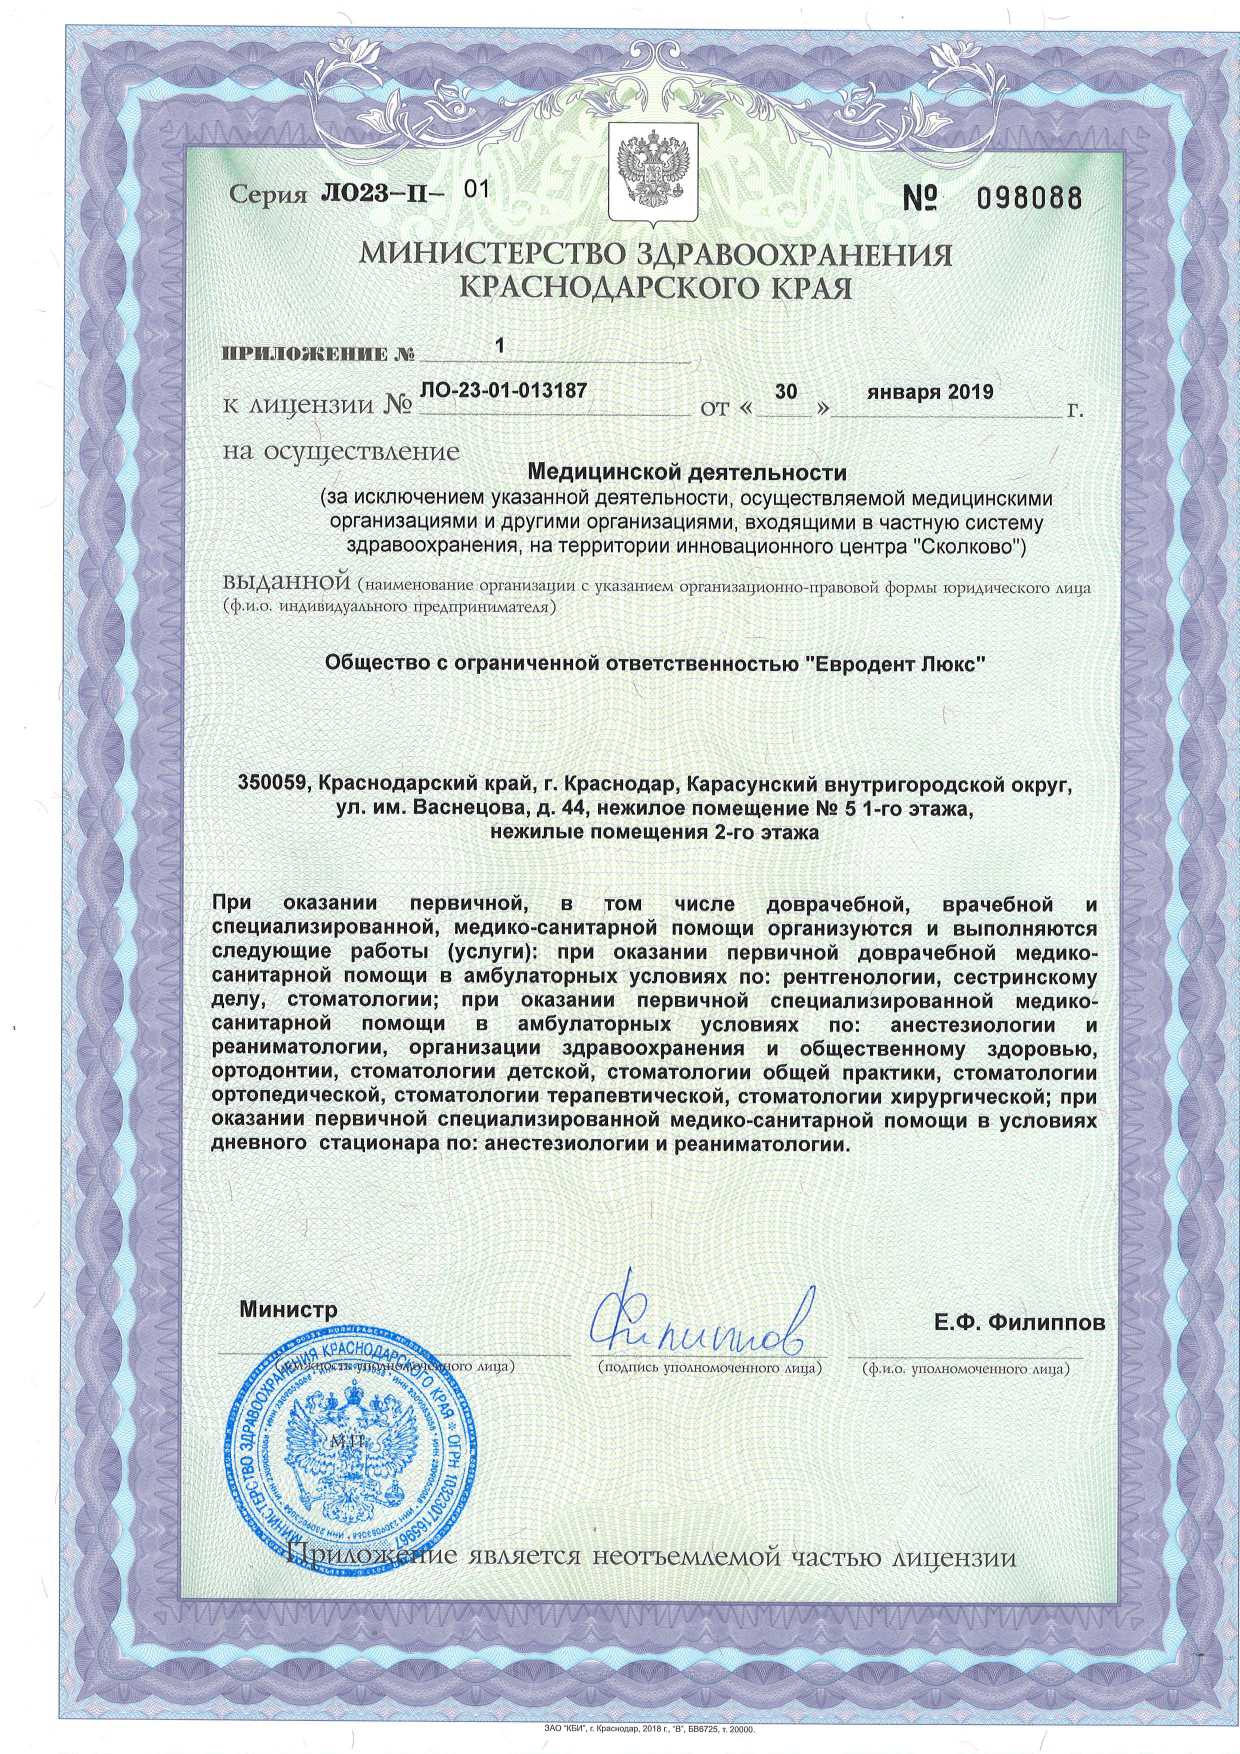 Серия ЛО23-П- 01
№ 098088
МИНИСТЕРСТВО ЗДРАВООХРАНЕНИЯ
КРАСНОДАРСКОГО КРАЯ
ПРИЛОЖЕНИЕ № 1
к лицензии № ЛО-23-01-013187 от « 30 » января 2019 г.
на осуществление
Медицинской деятельности
(за исключением указанной деятельности, осуществляемой медицинскими
организациями и другими организациями, входящими в частную систему
здравоохранения, на территории инновационного центра "Сколково")
выданной (наименование организации с указанием организационно-правовой формы юридического лица
(ф.и.о. индивидуального предпринимателя)
Общество с ограниченной ответственностью "Евродент Люкс"
350059, Краснодарский край, г. Краснодар, Карасунский внутригородской округ,
ул. им. Васнецова, д. 44, нежилое помещение № 5 1-го этажа,
нежилые помещения 2-го этажа
При оказании первичной, в том числе доврачебной, врачебной и
специализированной, медико-санитарной помощи организуются и выполняются
следующие работы (услуги): при оказании первичной доврачебной медико-
санитарной помощи в амбулаторных условиях по: рентгенологии, сестринскому
делу, стоматологии; при оказании первичной специализированной медико-
санитарной помощи в амбулаторных условиях по: анестезиологии и
реаниматологии, организации здравоохранения и общественному здоровью,
ортодонтии, стоматологии детской, стоматологии общей практики, стоматологии
ортопедической, стоматологии терапевтической, стоматологии хирургической; при
оказании первичной специализированной медико-санитарной помощи в условиях
дневного стационара по: анестезиологии и реаниматологии.
Министр
Филиппов
Е.Ф. Филиппов
(должность уполномоченного лица)
(подпись уполномоченного лица)
(ф.и.о. уполномоченного лица)
МИНИСТЕРСТВО ЗДРАВООХРАНЕНИЯ КРАСНОДАРСКОГО КРАЯ * ОГРН 1032307165967
ИНН 2309053058
М.П.
Приложение является неотъемлемой частью лицензии
ЗАО "КБИ", г. Краснодар, 2018 г., "В", БВ6725, т. 20000.